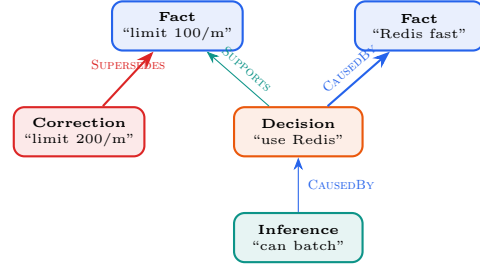 Fact
“limit 100/m”
Fact
“Redis fast”
Supersedes
Supports
CausedBy
Correction
“limit 200/m”
Decision
“use Redis”
CausedBy
Inference
“can batch”